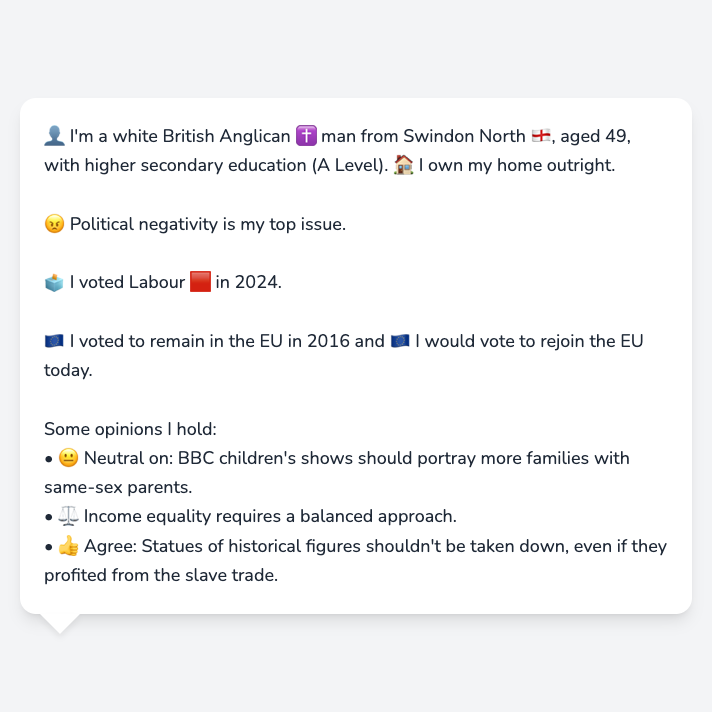 👤 I'm a white British Anglican ✝️ man from Swindon North 🏴󠁧󠁢󠁥󠁮󠁧󠁿, aged 49,
with higher secondary education (A Level). 🏠 I own my home outright.
😠 Political negativity is my top issue.
🗳️ I voted Labour 🟥 in 2024.
🇪🇺 I voted to remain in the EU in 2016 and 🇪🇺 I would vote to rejoin the EU
today.
Some opinions I hold:
• 😐 Neutral on: BBC children's shows should portray more families with
same-sex parents.
• ⚖️ Income equality requires a balanced approach.
• 👍 Agree: Statues of historical figures shouldn't be taken down, even if they
profited from the slave trade.